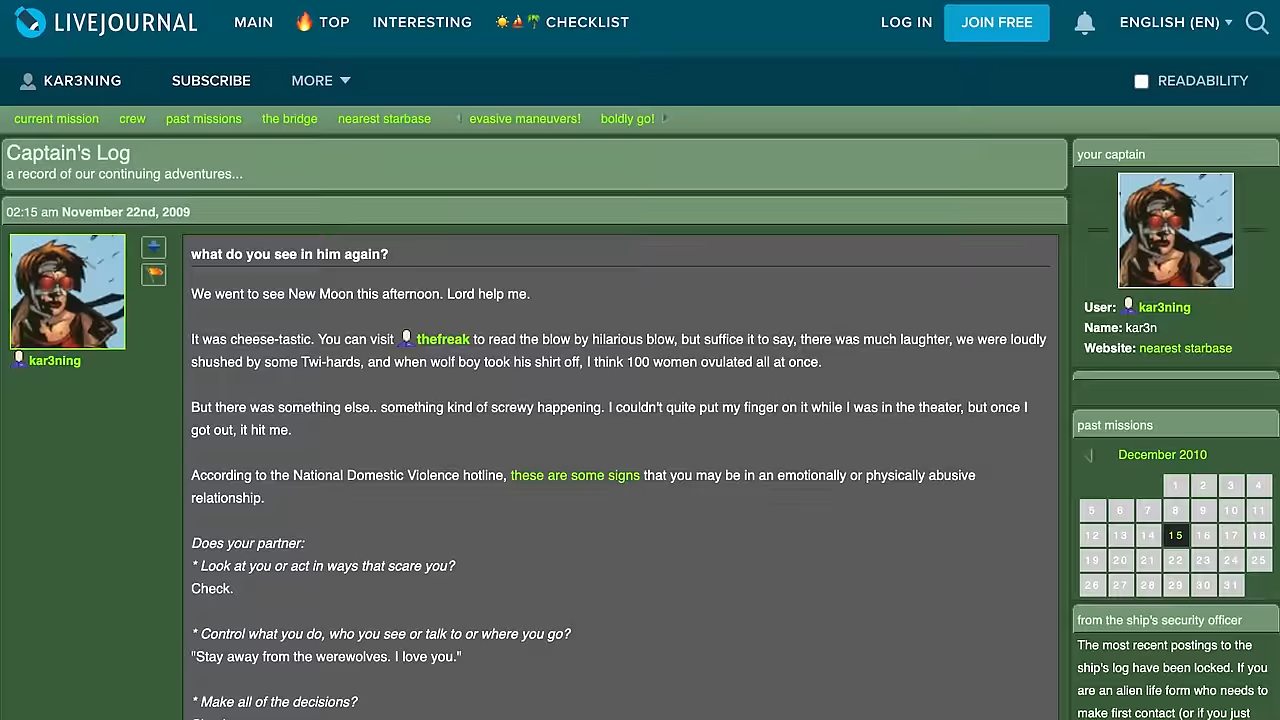 LIVEJOURNAL MAIN TOP INTERESTING CHECKLIST LOG IN JOIN FREE ENGLISH (EN)
KAR3NING SUBSCRIBE MORE READABILITY
current mission crew past missions the bridge nearest starbase evasive maneuvers! boldly go!
Captain's Log
a record of our continuing adventures...
02:15 am November 22nd, 2009
kar3ning
what do you see in him again?
We went to see New Moon this afternoon. Lord help me.
It was cheese-tastic. You can visit thefreak to read the blow by hilarious blow, but suffice it to say, there was much laughter, we were loudly
shushed by some Twi-hards, and when wolf boy took his shirt off, I think 100 women ovulated all at once.
But there was something else.. something kind of screwy happening. I couldn't quite put my finger on it while I was in the theater, but once I
got out, it hit me.
According to the National Domestic Violence hotline, these are some signs that you may be in an emotionally or physically abusive
relationship.
Does your partner:
* Look at you or act in ways that scare you?
Check.
* Control what you do, who you see or talk to or where you go?
"Stay away from the werewolves. I love you."
* Make all of the decisions?
your captain
User: kar3ning
Name: kar3n
Website: nearest starbase
past missions
December 2010
1 2 3 4
5 6 7 8 9 10 11
12 13 14 15 16 17 18
19 20 21 22 23 24 25
26 27 28 29 30 31
from the ship's security officer
The most recent postings to the
ship's log have been locked. If you
are an alien life form who needs to
make first contact (or if you just